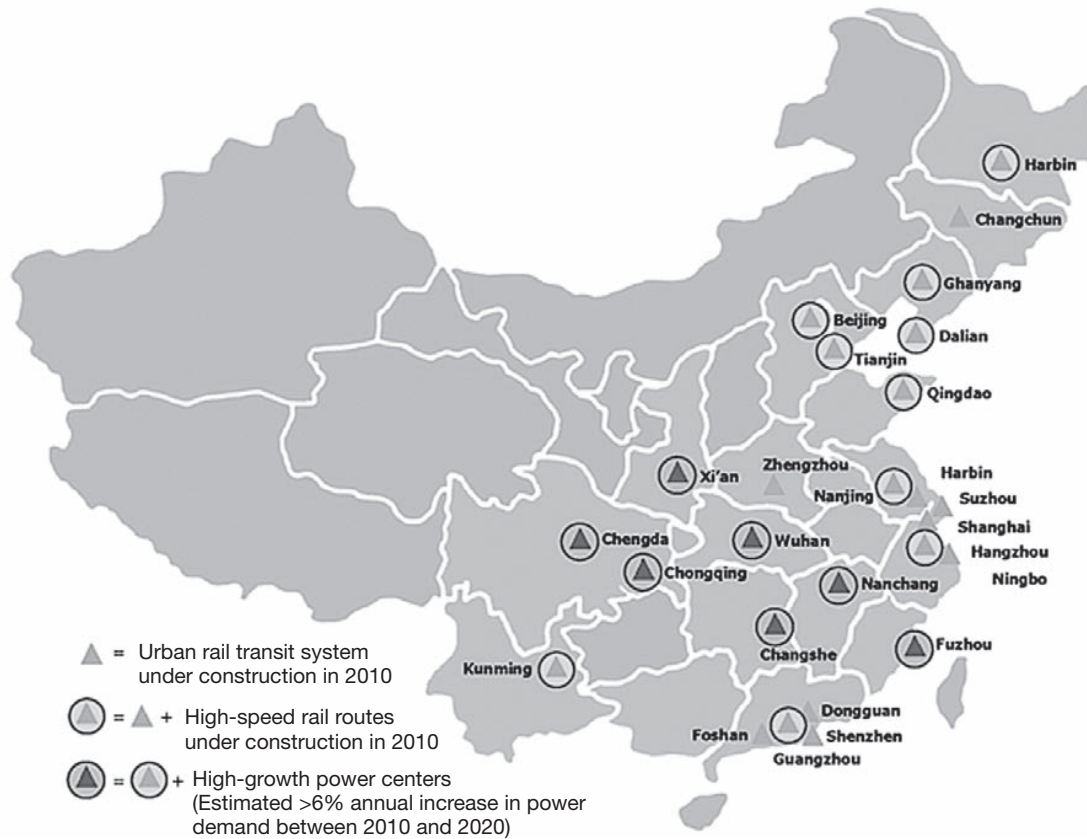 Harbin
Changchun
Ghanyang
Beijing
Dalian
Tianjin
Qingdao
Zhengzhou
Xi'an
Harbin
Nanjing
Suzhou
Shanghai
Chengda
Wuhan
Hangzhou
Chongqing
Ningbo
Nanchang
Changshe
Fuzhou
Kunming
Dongguan
Foshan
Shenzhen
Guangzhou
= Urban rail transit system
under construction in 2010
= + High-speed rail routes
under construction in 2010
= + High-growth power centers
(Estimated >6% annual increase in power
demand between 2010 and 2020)